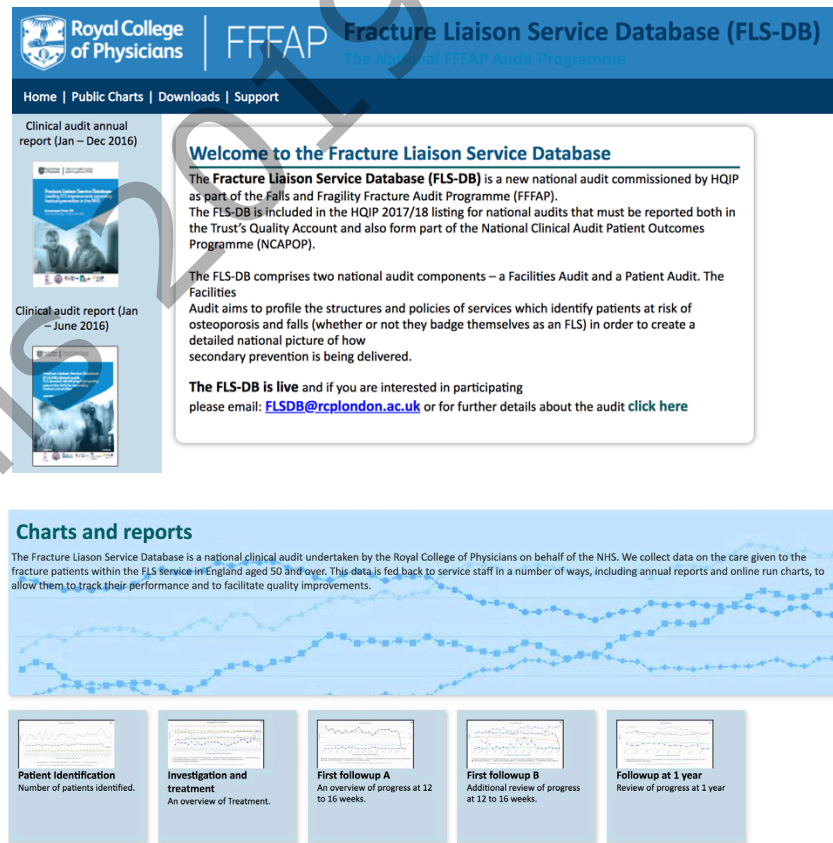 Royal College
of Physicians
FFFAP
Fracture Liaison Service Database (FLS-DB)
The National FFFAP Audit Programme
Home | Public Charts | Downloads | Support
Clinical audit annual
report (Jan – Dec 2016)
Clinical audit report (Jan
– June 2016)
Welcome to the Fracture Liaison Service Database
The Fracture Liaison Service Database (FLS-DB) is a new national audit commissioned by HQIP
as part of the Falls and Fragility Fracture Audit Programme (FFFAP).
The FLS-DB is included in the HQIP 2017/18 listing for national audits that must be reported both in
the Trust's Quality Account and also form part of the National Clinical Audit Patient Outcomes
Programme (NCAPOP).
The FLS-DB comprises two national audit components – a Facilities Audit and a Patient Audit. The
Facilities
Audit aims to profile the structures and policies of services which identify patients at risk of
osteoporosis and falls (whether or not they badge themselves as an FLS) in order to create a
detailed national picture of how
secondary prevention is being delivered.
The FLS-DB is live and if you are interested in participating
please email: FLSDB@rcplondon.ac.uk or for further details about the audit click here
Charts and reports
The Fracture Liason Service Database is a national clinical audit undertaken by the Royal College of Physicians on behalf of the NHS. We collect data on the care given to the
fracture patients within the FLS service in England aged 50 and over. This data is fed back to service staff in a number of ways, including annual reports and online run charts, to
allow them to track their performance and to facilitate quality improvements.
Patient Identification
Number of patients identified.
Investigation and
treatment
An overview of Treatment.
First followup A
An overview of progress at 12
to 16 weeks.
First followup B
Additional review of progress
at 12 to 16 weeks.
Followup at 1 year
Review of progress at 1 year